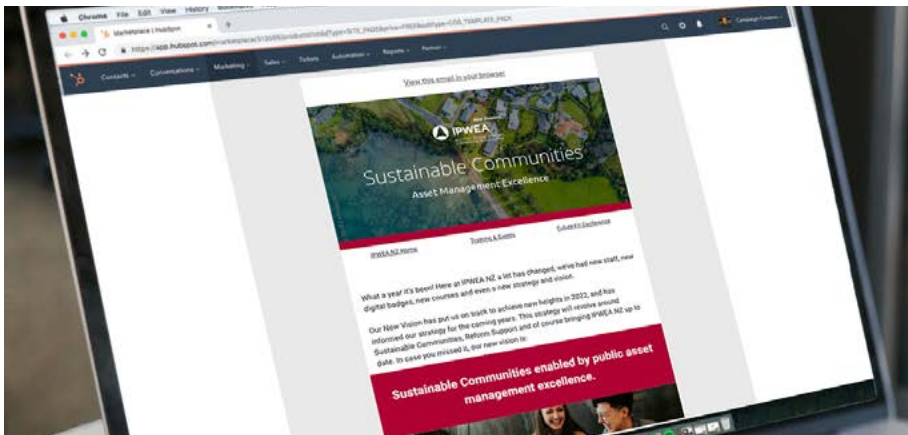 Chrome File Edit View History
Marketplace | HubSpot
https://app.hubspot.com/marketplace/
Contacts Conversations Marketing Sales Tickets Automation Reports Partner
View this email in your browser
IPWEA
Sustainable Communities
Asset Management Excellence
IPWEA NZ Home Training & Events
What a year it's been! Here at IPWEA NZ a lot has changed, we've had new staff, new
digital badges, new courses and even a new strategy and vision.
Our New Vision has put us on track to achieve new heights in 2022, and has
informed our strategy for the coming years. This strategy will revolve around
Sustainable Communities, Reform Support and of course bringing IPWEA NZ up to
date. In case you missed it, our new vision is:
Sustainable Communities enabled by public asset
management excellence.